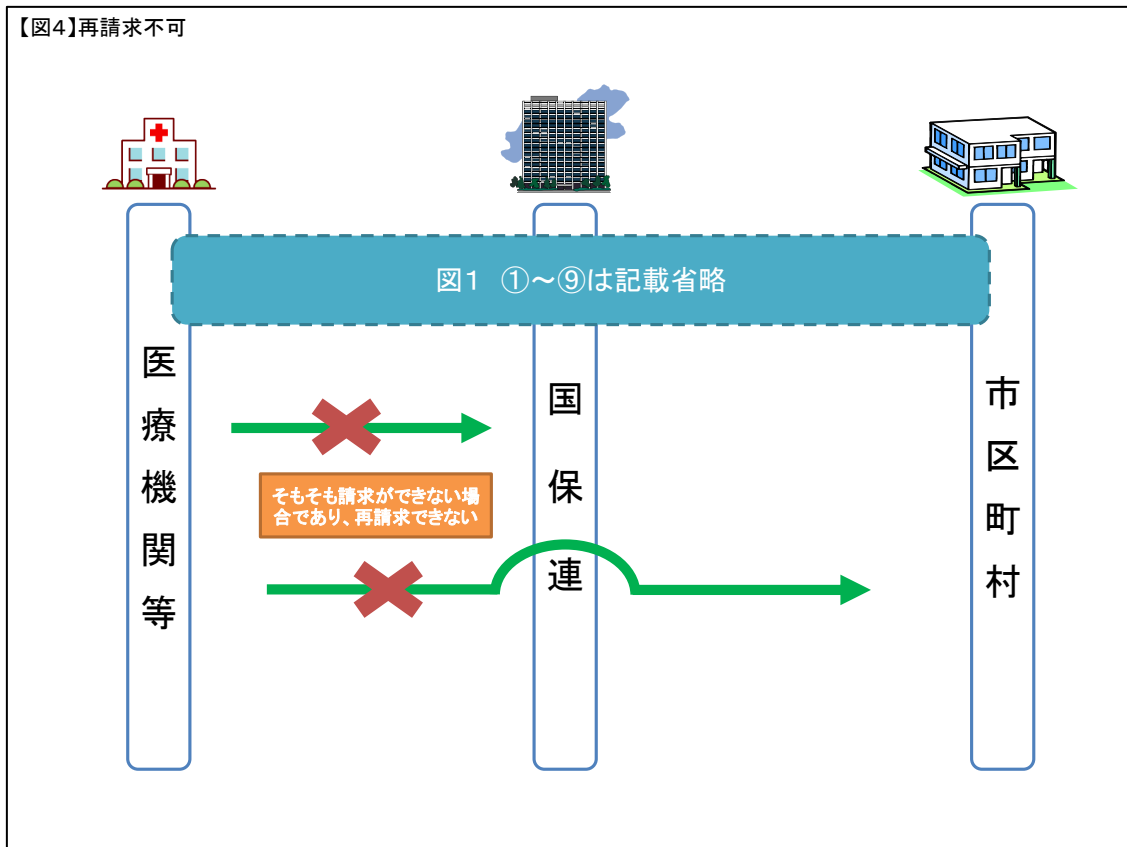 【図4】再請求不可
図1　①～⑨は記載省略
医療機関等
国保連
市区町村
そもそも請求ができない場
合であり、再請求できない